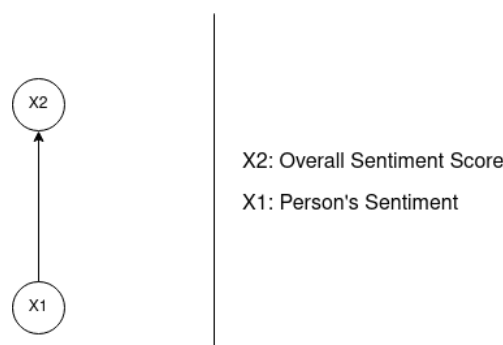 X2
X2: Overall Sentiment Score
X1: Person's Sentiment
X1